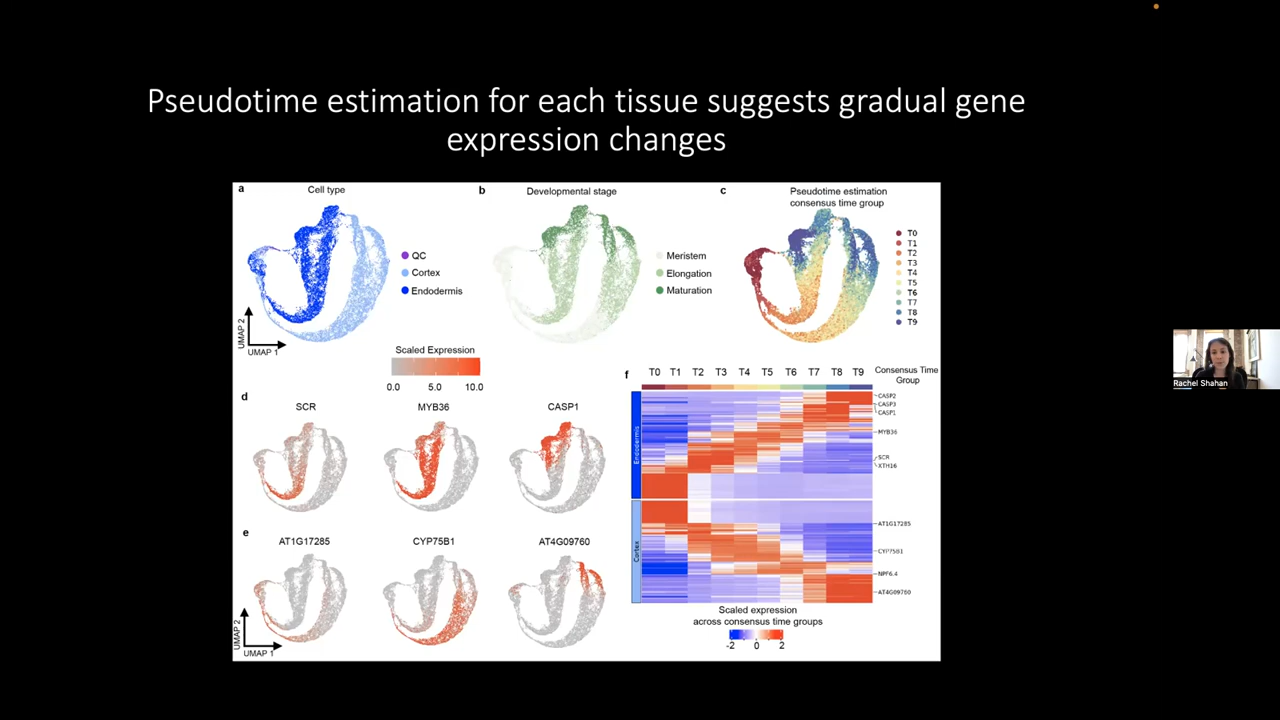 Pseudotime estimation for each tissue suggests gradual gene
expression changes
a
Cell type
QC
Cortex
Endodermis
UMAP 2
UMAP 1
b
Developmental stage
Meristem
Elongation
Maturation
c
Pseudotime estimation
consensus time group
T0
T1
T2
T3
T4
T5
T6
T7
T8
T9
Scaled Expression
0.0 5.0 10.0
d
SCR
MYB36
CASP1
e
AT1G17285
CYP75B1
AT4G09760
UMAP 2
UMAP 1
f
T0 T1 T2 T3 T4 T5 T6 T7 T8 T9
Consensus Time
Group
Endodermis
Cortex
CASP2
CASP3
CASP1
MYB36
SCR
XTH16
AT1G17285
CYP75B1
NPF6.4
AT4G09760
Scaled expression
across consensus time groups
-2 0 2
Rachel Shahan